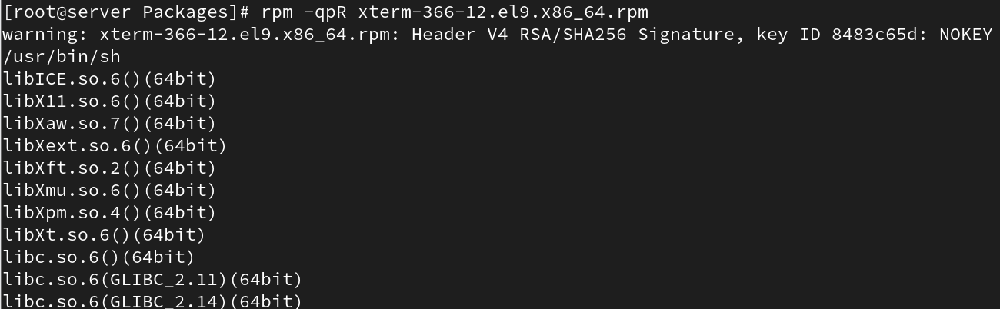 [root@server Packages]# rpm -qpR xterm-366-12.el9.x86_64.rpm
warning: xterm-366-12.el9.x86_64.rpm: Header V4 RSA/SHA256 Signature, key ID 8483c65d: NOKEY
/usr/bin/sh
libICE.so.6()(64bit)
libX11.so.6()(64bit)
libXaw.so.7()(64bit)
libXext.so.6()(64bit)
libXft.so.2()(64bit)
libXmu.so.6()(64bit)
libXpm.so.4()(64bit)
libXt.so.6()(64bit)
libc.so.6()(64bit)
libc.so.6(GLIBC_2.11)(64bit)
libc.so.6(GLIBC_2.14)(64bit)